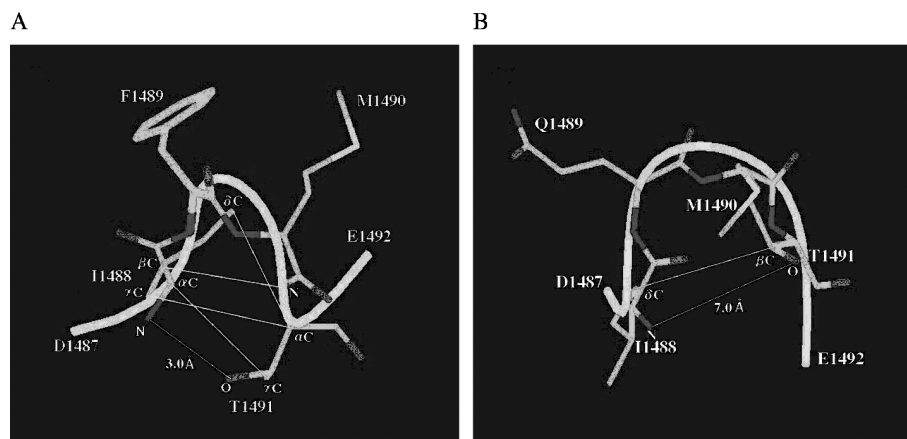 A
B
F1489
M1490
δC
E1492
βC
I1488
αC
N
γC
D1487
N
αC
3.0Å
O
γC
T1491
Q1489
M1490
T1491
βC
O
D1487
δC
7.0 Å
I1488
E1492